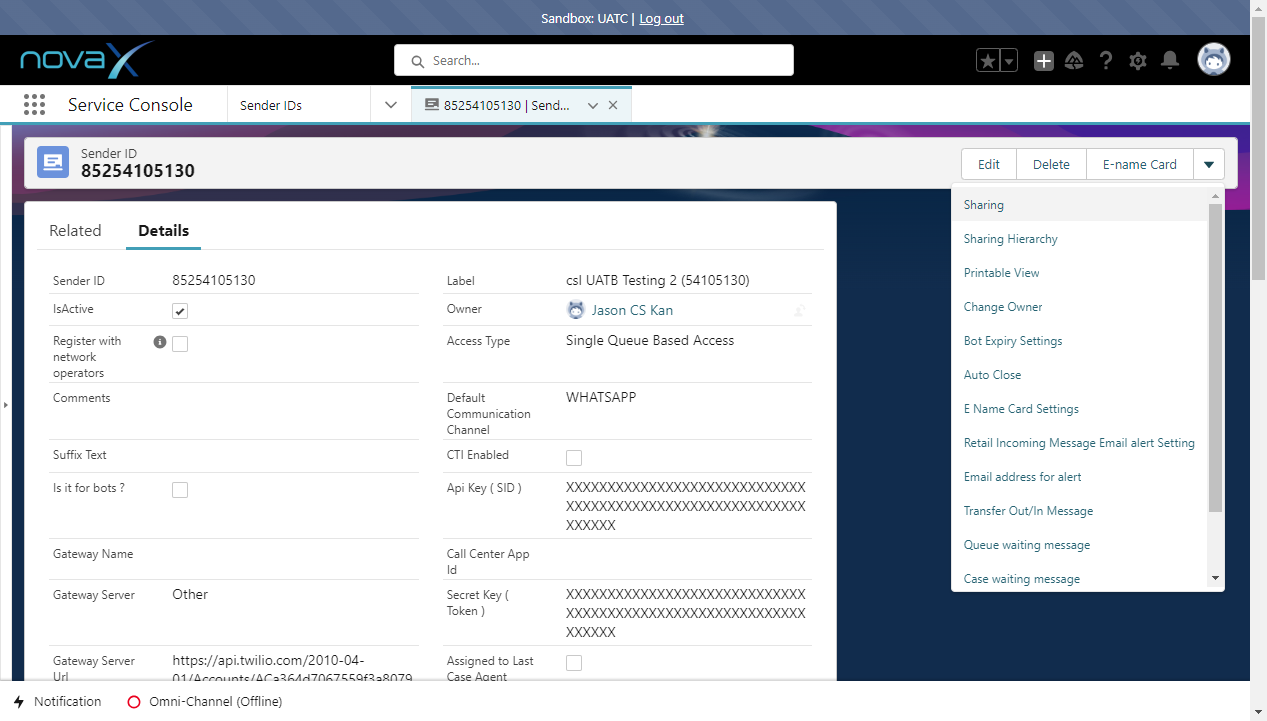 Sandbox: UATC | Log out
novaX
Search...
Service Console
Sender IDs
85254105130 | Send...
Sender ID
85254105130
Edit
Delete
E-name Card
Sharing
Sharing Hierarchy
Printable View
Change Owner
Bot Expiry Settings
Auto Close
E Name Card Settings
Retail Incoming Message Email alert Setting
Email address for alert
Transfer Out/In Message
Queue waiting message
Case waiting message
Related
Details
Sender ID
85254105130
Label
csl UATB Testing 2 (54105130)
IsActive
Owner
Jason CS Kan
Register with
network
operators
Access Type
Single Queue Based Access
Comments
Default
Communication
Channel
WHATSAPP
Suffix Text
CTI Enabled
Is it for bots ?
Api Key ( SID )
XXXXXXXXXXXXXXXXXXXXXXXXXXXXX
XXXXXXXXXXXXXXXXXXXXXXXXXXXXX
XXXXXX
Gateway Name
Call Center App
Id
Gateway Server
Other
Secret Key (
Token )
XXXXXXXXXXXXXXXXXXXXXXXXXXXXX
XXXXXXXXXXXXXXXXXXXXXXXXXXXXX
XXXXXX
Gateway Server
Url
https://api.twilio.com/2010-04-
01/Accounts/ACa364d7067559f3a8079
Assigned to Last
Case Agent
Notification
Omni-Channel (Offline)